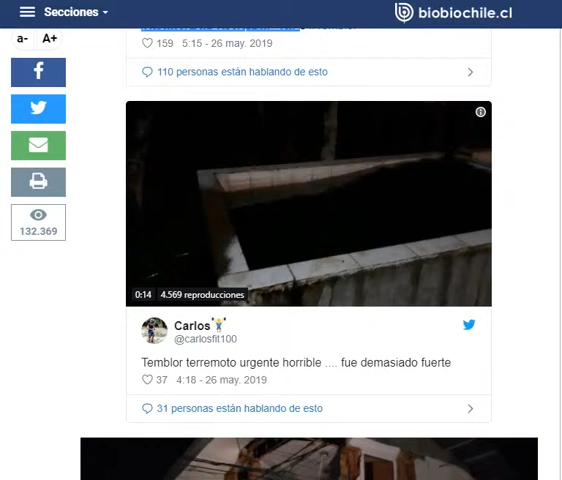 Secciones
biobiochile.cl
a- A+
159 5:15 - 26 may. 2019
110 personas están hablando de esto
132.369
0:14 4.569 reproducciones
Carlos
@carlosfit100
Temblor terremoto urgente horrible .... fue demasiado fuerte
37 4:18 - 26 may. 2019
31 personas están hablando de esto